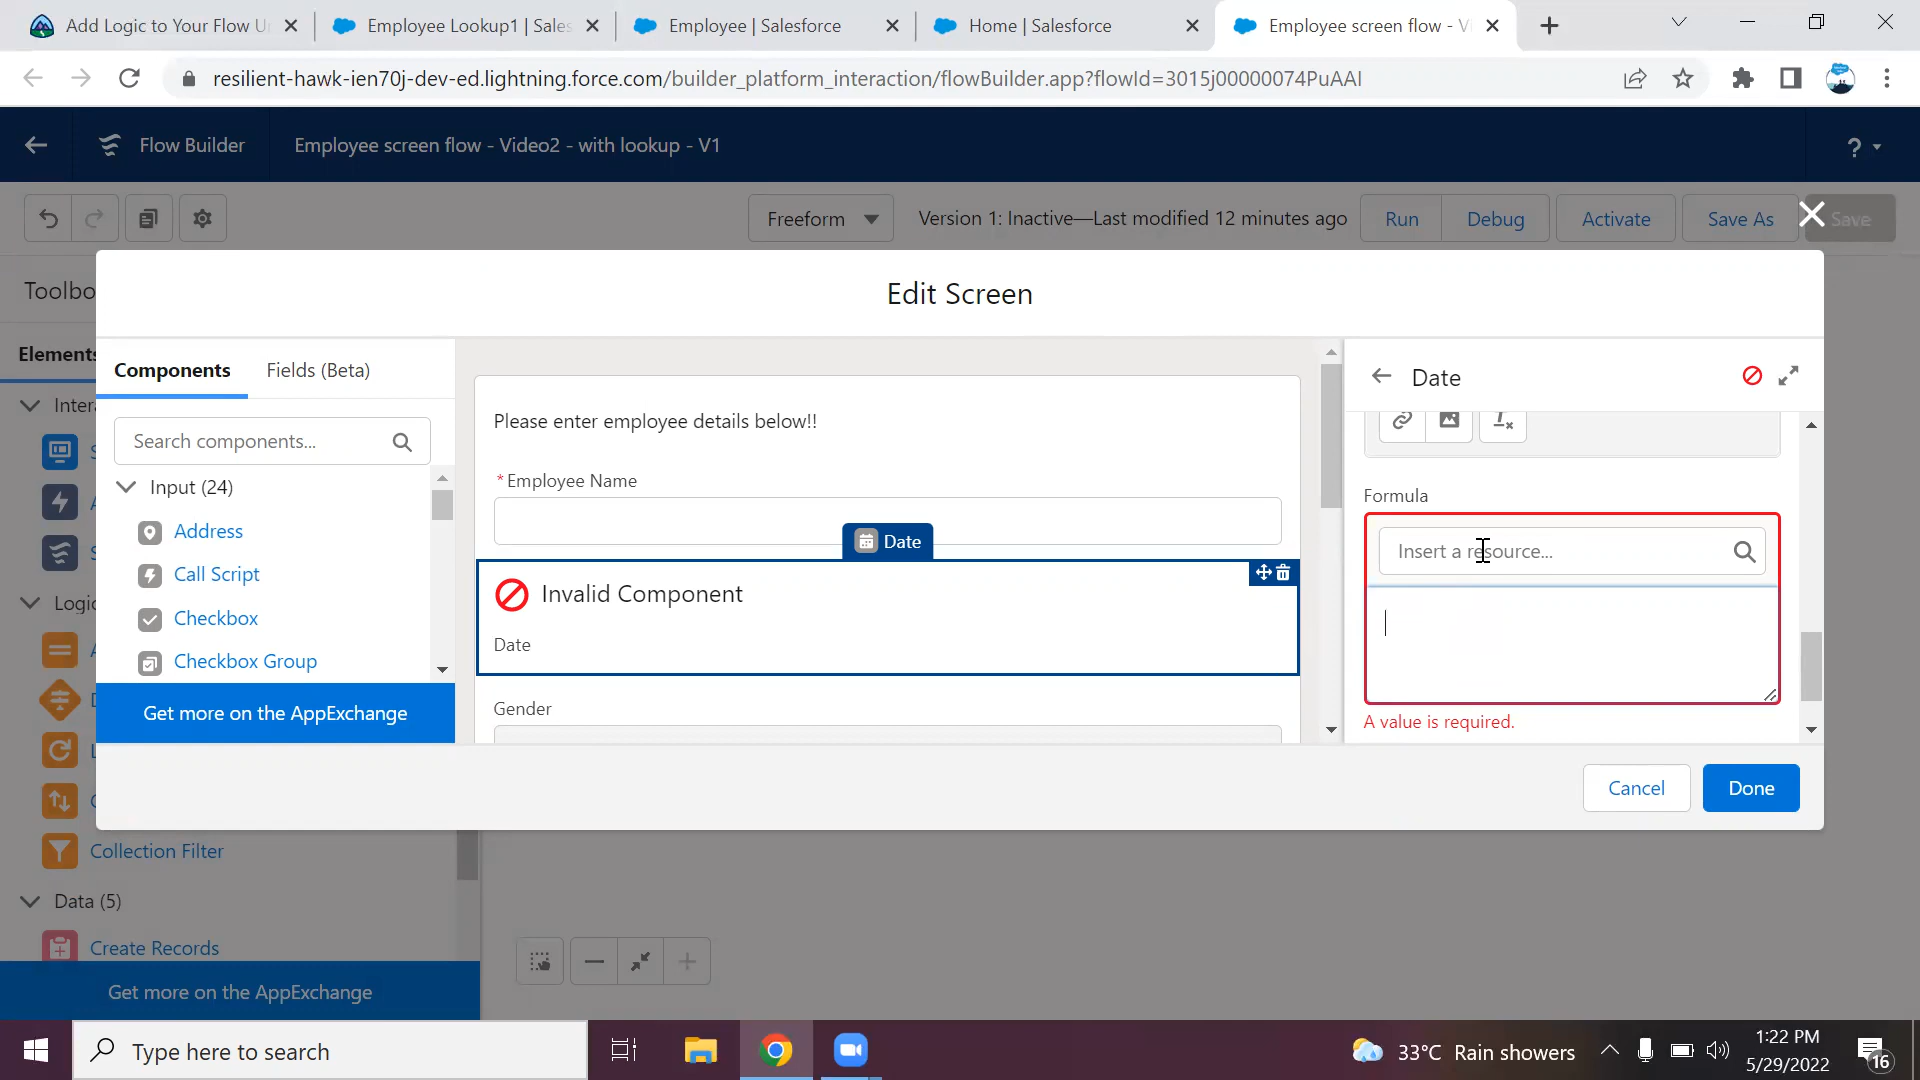 Add Logic to Your Flow
Employee Lookup1 | Sales
Employee | Salesforce
Home | Salesforce
Employee screen flow - Vi
resilient-hawk-ien70j-dev-ed.lightning.force.com/builder_platform_interaction/flowBuilder.app?flowId=3015j00000074PuAAI
Flow Builder
Employee screen flow - Video2 - with lookup - V1
?
Freeform
Version 1: Inactive—Last modified 12 minutes ago
Run
Debug
Activate
Save As
Save
Toolbo
Edit Screen
Elements
Components
Fields (Beta)
Date
Inter
Search components...
Please enter employee details below!!
Input (24)
*Employee Name
Formula
Address
Date
Insert a resource...
Call Script
Invalid Component
Logic
Checkbox
Date
Checkbox Group
Gender
A value is required.
Get more on the AppExchange
Cancel
Done
Collection Filter
Data (5)
Create Records
Get more on the AppExchange
Type here to search
33°C Rain showers
1:22 PM
5/29/2022
16